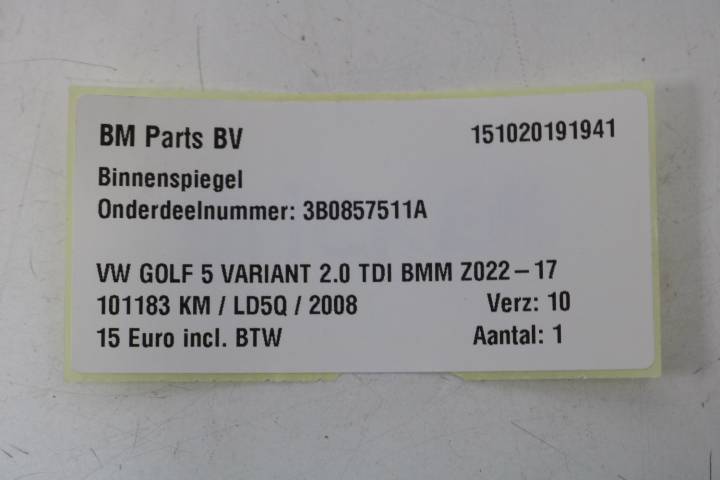 BM Parts BV 151020191941
Binnenspiegel
Onderdeelnummer: 3B0857511A
VW GOLF 5 VARIANT 2.0 TDI BMM Z022-17
101183 KM / LD5Q / 2008 Verz: 10
15 Euro incl. BTW Aantal: 1